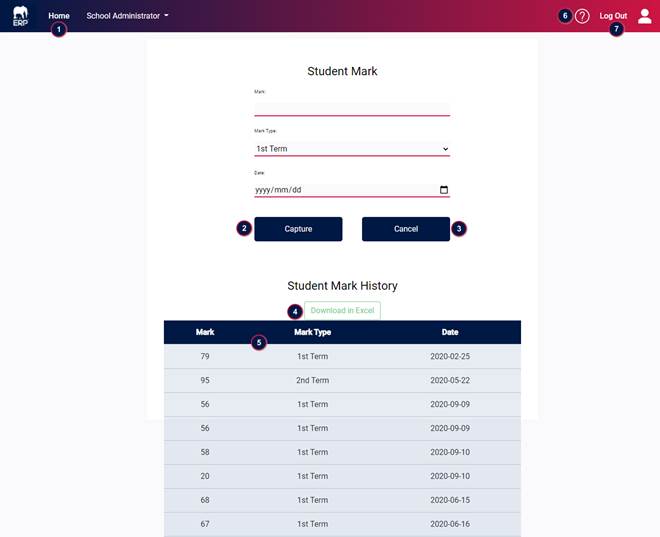 ERP
Home School Administrator 6 ? Log Out
1 7
Student Mark
Mark:
Mark Type:
1st Term
Date:
yyyy/mm/dd
2 Capture Cancel 3
Student Mark History
4 Download in Excel
Mark Mark Type Date
5
79 1st Term 2020-02-25
95 2nd Term 2020-05-22
56 1st Term 2020-09-09
56 1st Term 2020-09-09
58 1st Term 2020-09-10
20 1st Term 2020-09-10
68 1st Term 2020-06-15
67 1st Term 2020-06-16